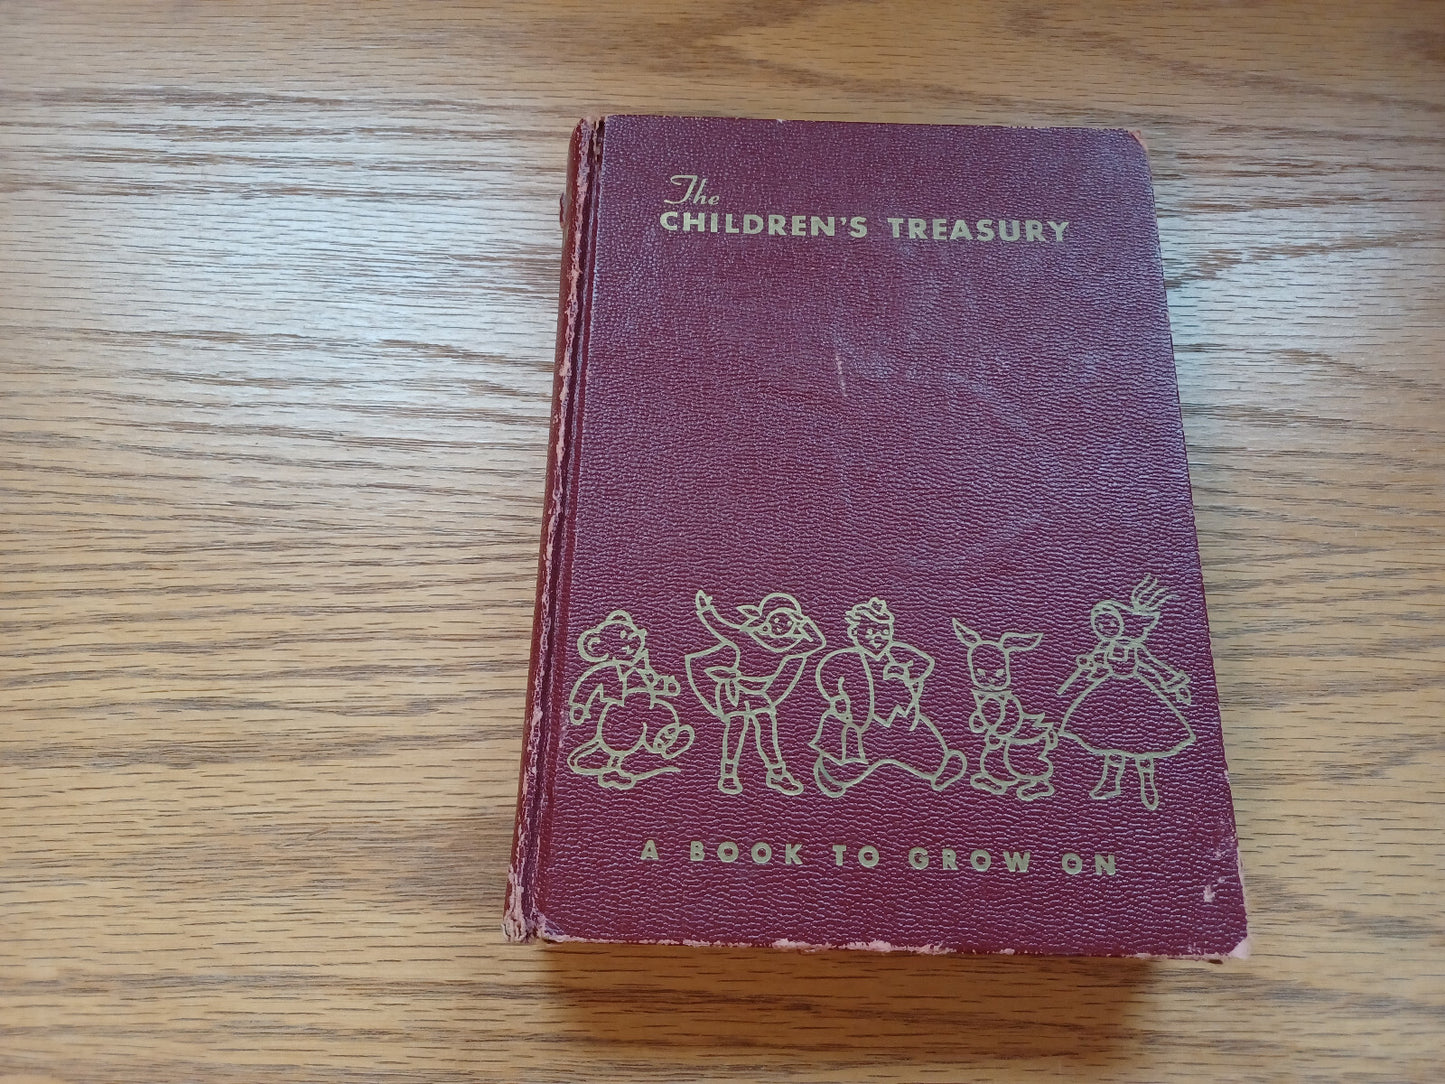 The
CHILDREN'S TREASURY
A BOOK TO GROW ON